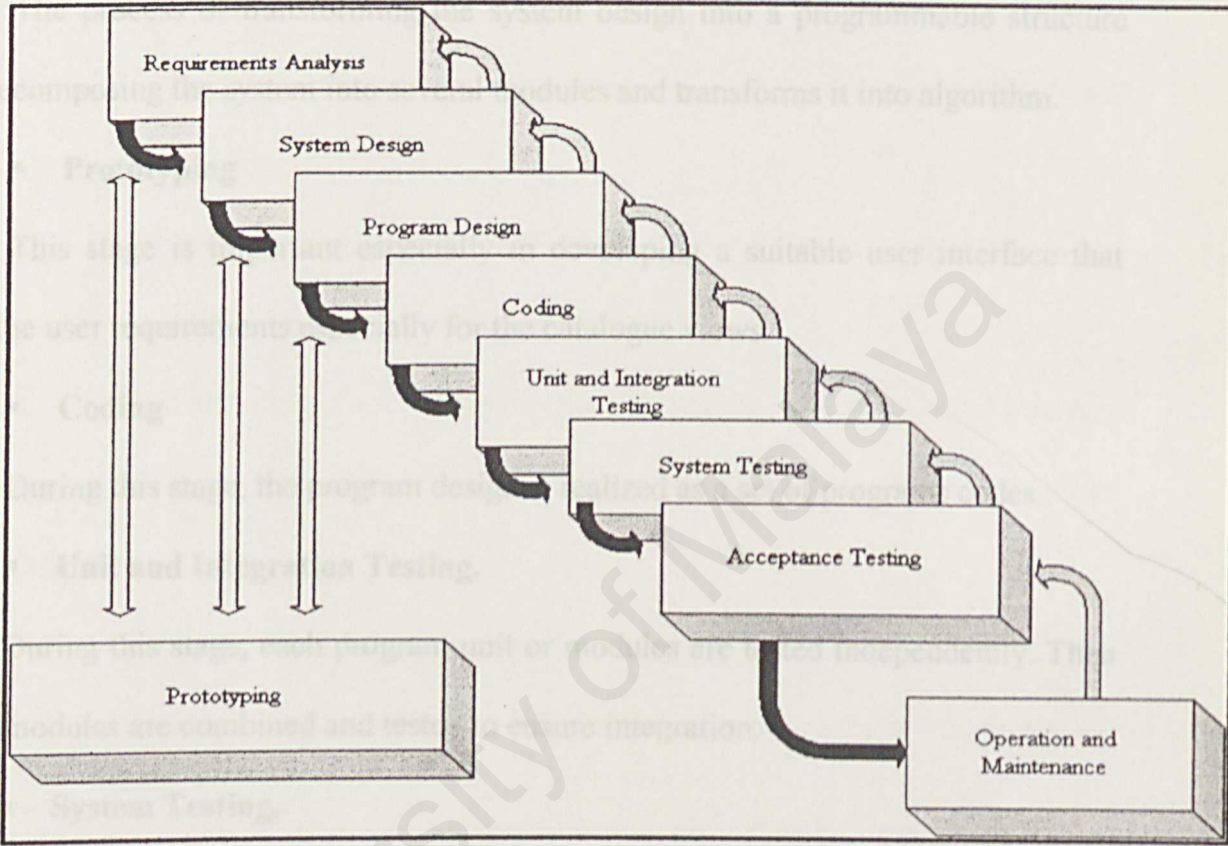 The process of transforming the system design into a programmable structure
composing the system into several modules and transforms it into algorithm.
Prototyping
This stage is important especially in developing a suitable user interface that
e user requirements especially for the catalogue
Coding
During this stage, the program design realized as a set of program codes
Unit and Integration Testing.
During this stage, each program unit or modules are tested independently. Then
modules are combined and tested to ensure integration.
System Testing.
Requirements Analysis
System Design
Program Design
Coding
Unit and Integration
Testing
System Testing
Acceptance Testing
Prototyping
Operation and
Maintenance
sity of Malaya